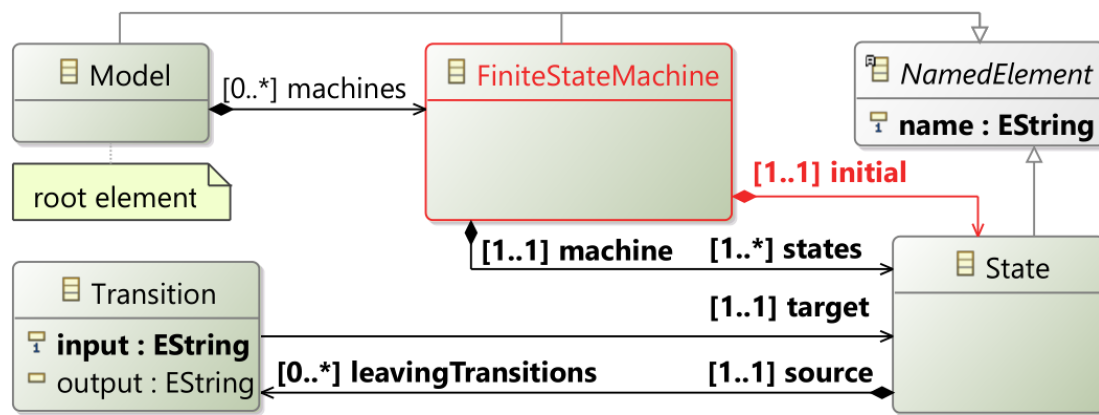 Model
FiniteStateMachine
NamedElement
[0..*] machines
name : EString
root element
[1..1] initial
[1..1] machine
[1..*] states
State
Transition
[1..1] target
input : EString
output : EString
[0..*] leavingTransitions
[1..1] source